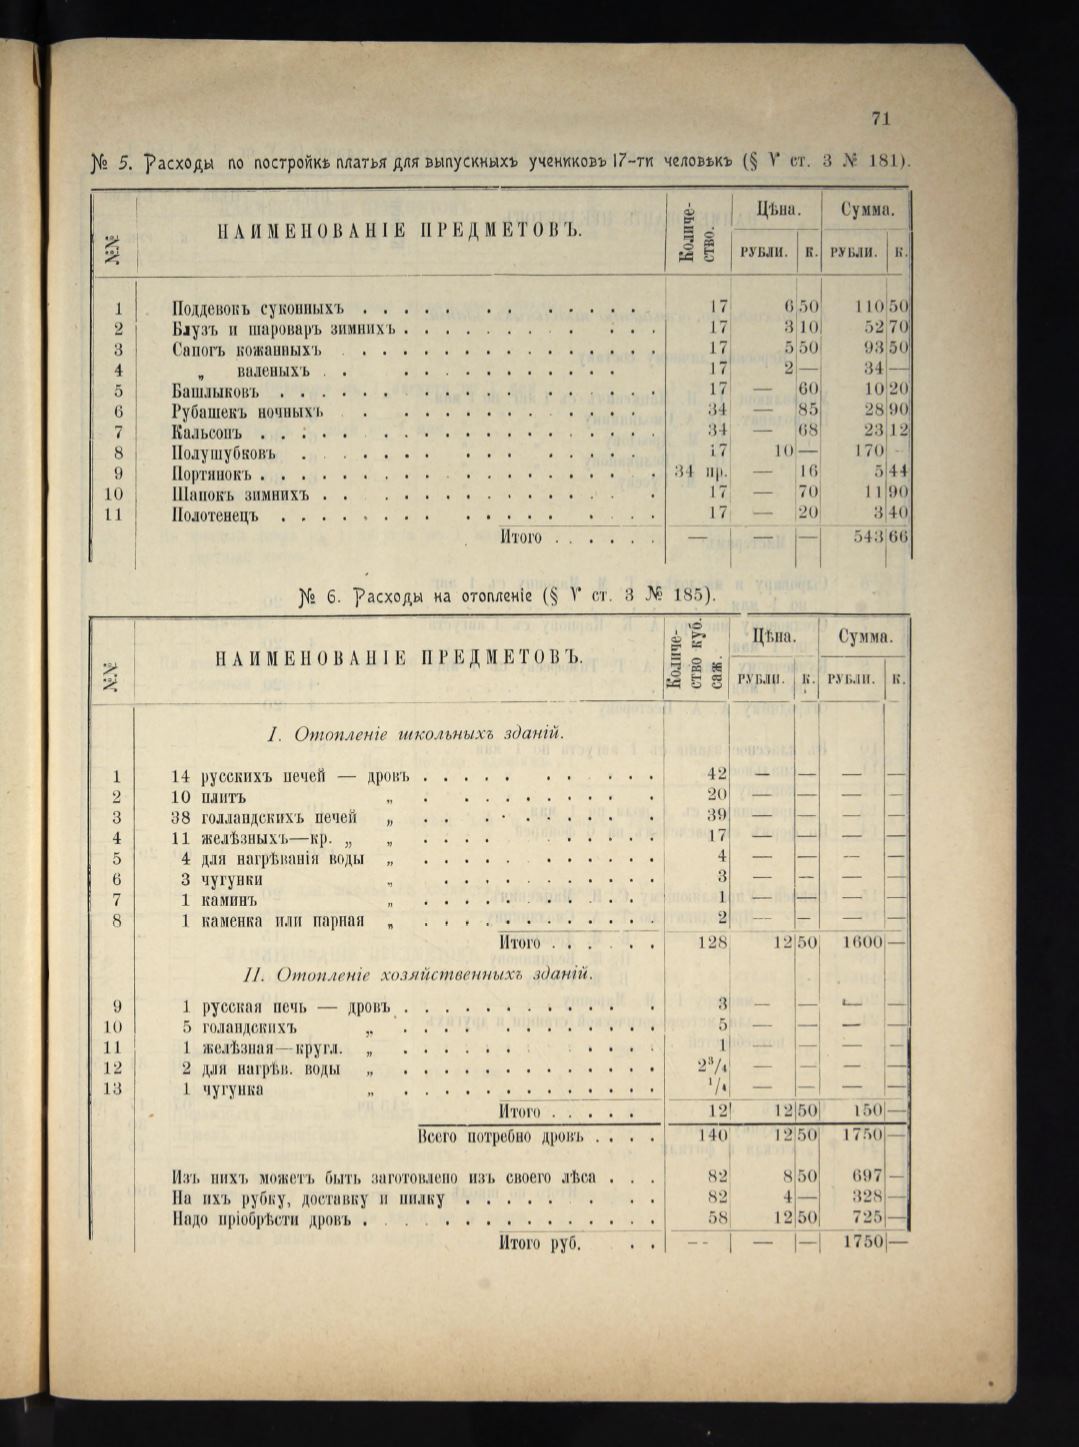 71
№ 5. Расходы по постройкѣ платья для выпускныхъ учениковъ 17-ти человѣкъ (§ V ст. 3 № 181).
№№ НАИМЕНОВАНІЕ ПРЕДМЕТОВЪ. Количе-ство. Цѣна. Сумма.
РУБЛИ. К. РУБЛИ. К.
1 Поддевокъ суконныхъ . . . . . . . . . . . . 17 6 50 110 50
2 Блузъ и шароваръ зимнихъ . . . . . . . . . . 17 3 10 52 70
3 Сапогъ кожанныхъ . . . . . . . . . . . . 17 5 50 93 50
4 „ валеныхъ . . . . . . . . . . . . 17 2 — 34 —
5 Башлыковъ . . . . . . . . . . . . 17 — 60 10 20
6 Рубашекъ ночныхъ . . . . . . . . . . . . 34 — 85 28 90
7 Кальсонъ . . . . . . . . . . . . 34 — 68 23 12
8 Полушубковъ . . . . . . . . . . . . 17 10 — 170 -
9 Портянокъ . . . . . . . . . . . . 34 пр. — 16 5 44
10 Шапокъ зимнихъ . . . . . . . . . . . . 17 — 70 11 90
11 Полотенецъ . . . . . . . . . . . . 17 — 20 3 40
Итого . . . . . . — — — 543 66
№ 6. Расходы на отопленіе (§ V ст. 3 № 185).
№№ НАИМЕНОВАНІЕ ПРЕДМЕТОВЪ. Количе-ство куб. саж. Цѣна. Сумма.
РУБЛИ. К. РУБЛИ. К.
I. Отопленіе школьныхъ зданій.
1 14 русскихъ печей — дровъ . . . . . . . . . . 42 — — — —
2 10 плитъ „ . . . . . . . . . . 20 — — — —
3 38 голландскихъ печей „ . . . . . . . . . . 39 — — — —
4 11 желѣзныхъ—кр. „ „ . . . . . . . . . . 17 — — — —
5 4 для нагрѣванія воды „ . . . . . . . . . . 4 — — — —
6 3 чугунки „ . . . . . . . . . . 3 — — — —
7 1 каминъ „ . . . . . . . . . . 1 — — — —
8 1 каменка или парная „ . . . . . . . . . . 2 — — — —
Итого . . . . . . 128 12 50 1600 —
II. Отопленіе хозяйственныхъ зданій.
9 1 русская печь — дровъ . . . . . . . . . . 3 — — — —
10 5 голандскихъ „ . . . . . . . . . . 5 — — — —
11 1 желѣзная—кругл. „ . . . . . . . . . . 1 — — — —
12 2 для нагрѣв. воды „ . . . . . . . . . . 2³/₄ — — — —
13 1 чугунка „ . . . . . . . . . . ¹/₄ — — — —
Итого . . . . . 12 12 50 150 —
Всего потребно дровъ . . . . 140 12 50 1750 —
Изъ нихъ можетъ быть заготовлено изъ своего лѣса . . . 82 8 50 697 —
На ихъ рубку, доставку и пилку . . . . . . . . 82 4 — 328 —
Надо пріобрѣсти дровъ . . . . . . . . . . . . 58 12 50 725 —
Итого руб. . . -- — — 1750 —